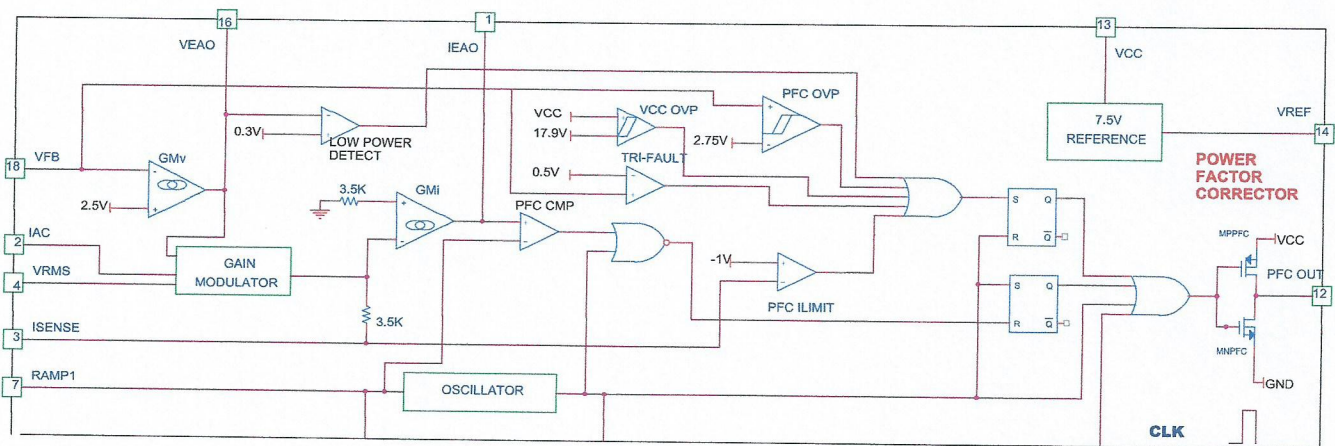 16
1
13
VEAO
IEAO
VCC
VCC
VCC OVP
PFC OVP
17.9V
0.3V
LOW POWER
DETECT
2.75V
7.5V
REFERENCE
VREF
14
TRI-FAULT
POWER
FACTOR
CORRECTOR
18
VFB
GMv
0.5V
2.5V
3.5K
GMi
PFC CMP
S
Q
R
Q
2
IAC
GAIN
MODULATOR
VRMS
4
-1V
PFC ILIMIT
MPPFC
VCC
PFC OUT
12
S
Q
R
Q
3.5K
3
ISENSE
MNPFC
7
RAMP1
OSCILLATOR
GND
CLK